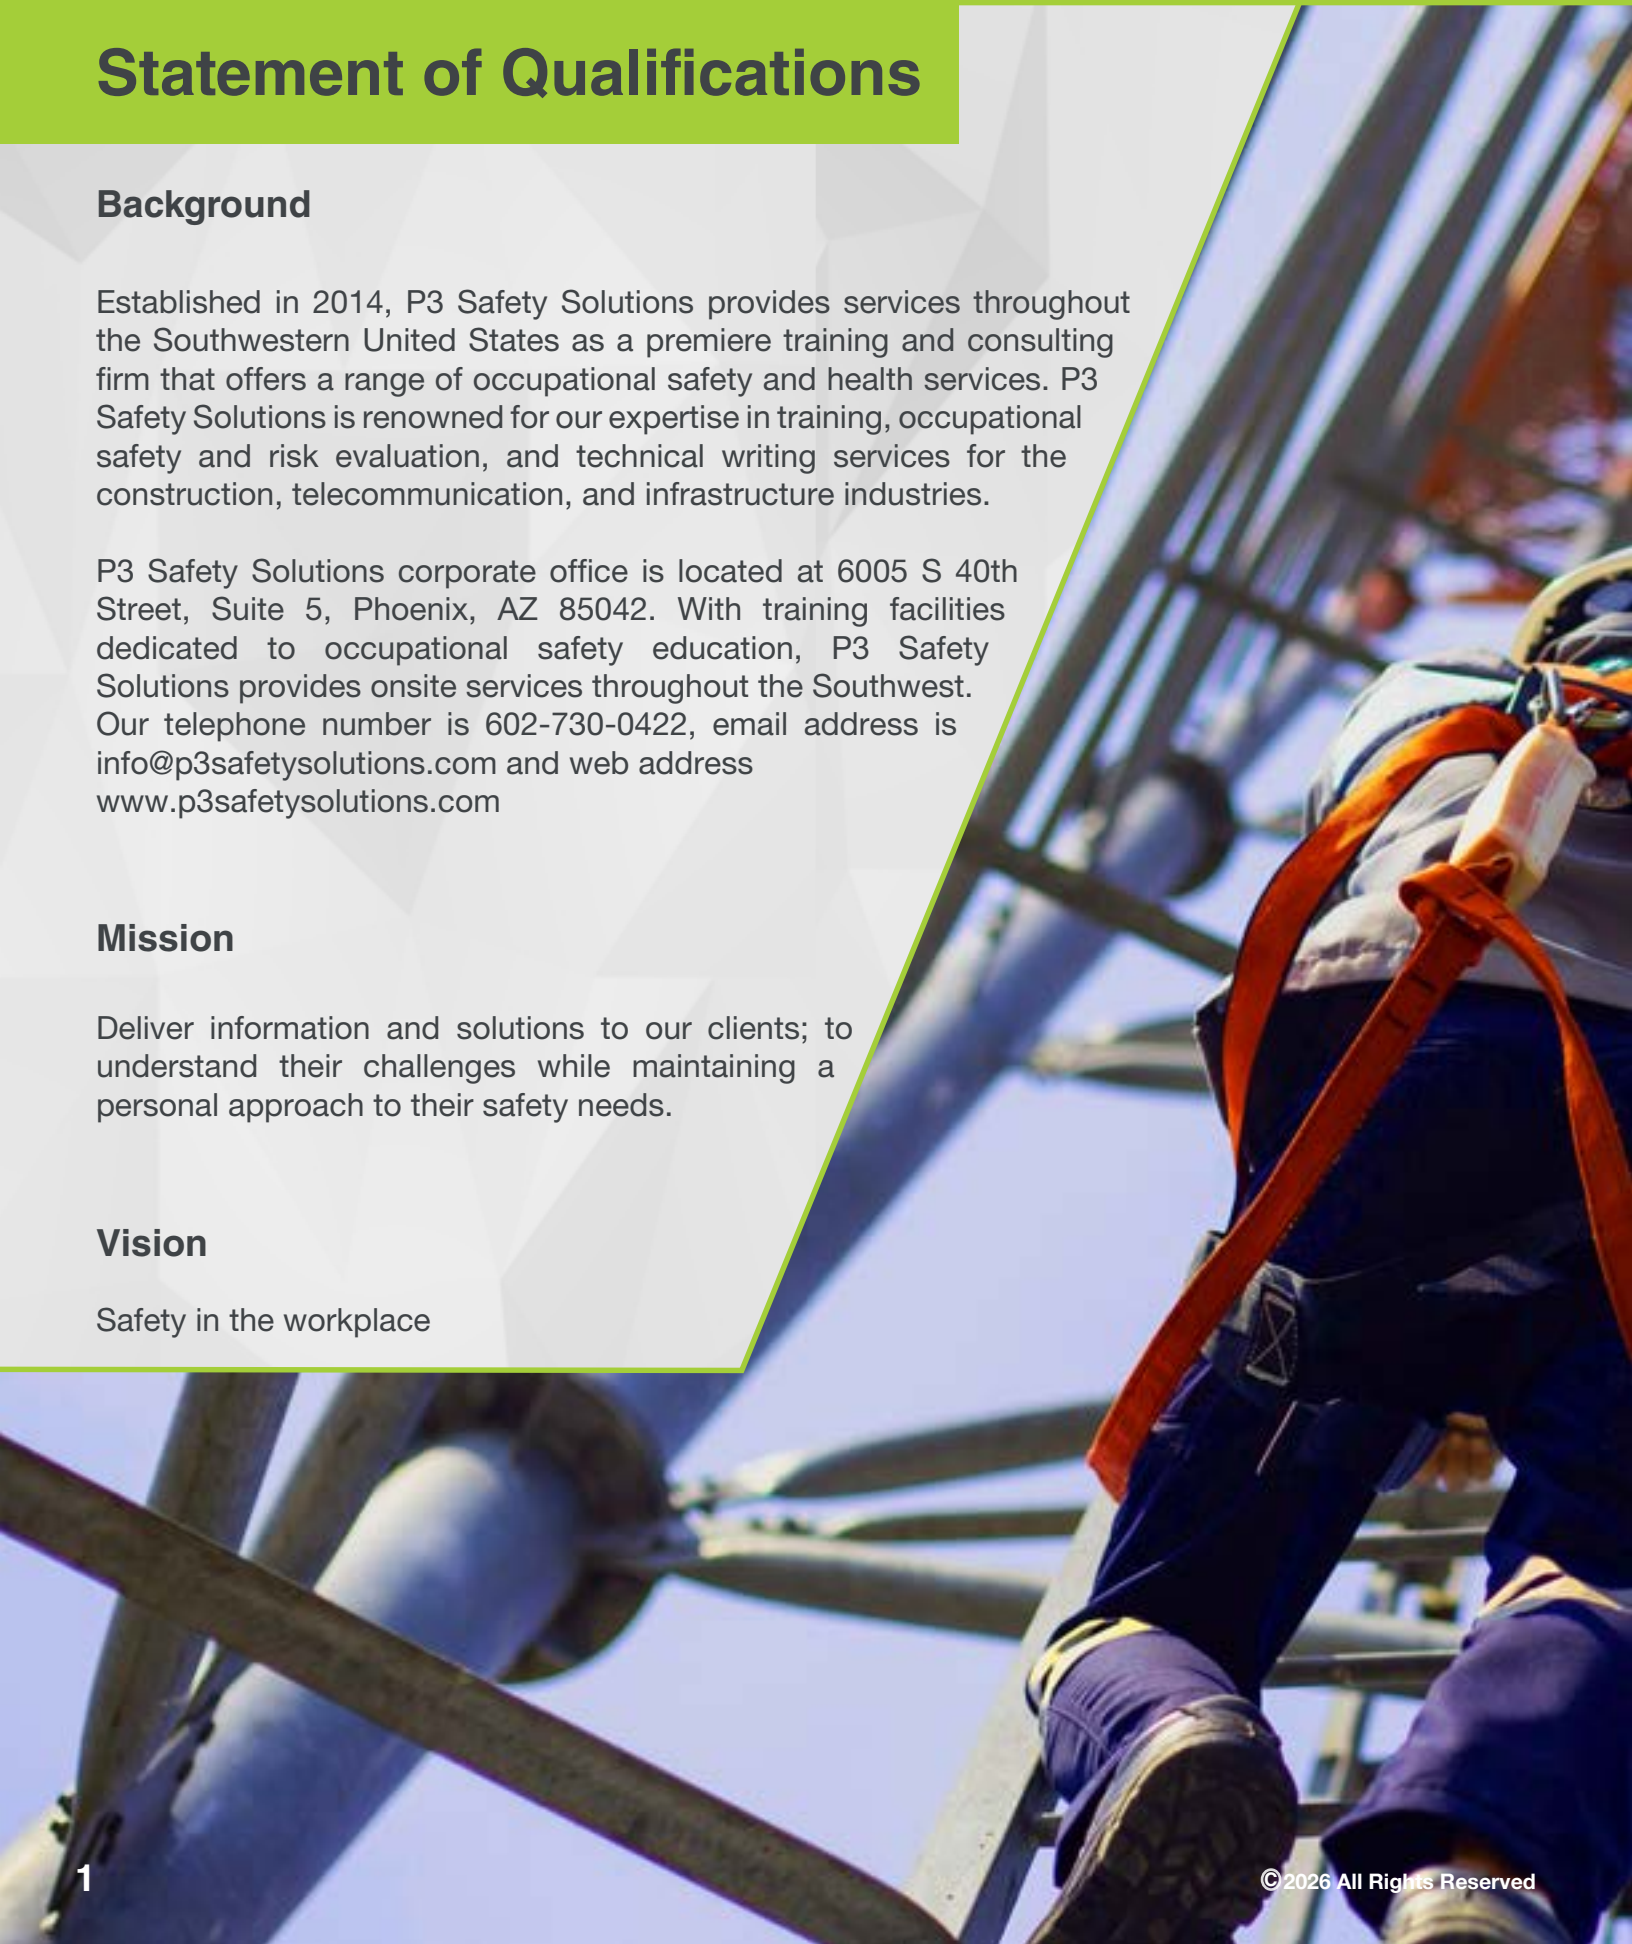 Statement of Qualifications
Background
Established in 2014, P3 Safety Solutions provides services throughout
the Southwestern United States as a premiere training and consulting
firm that offers a range of occupational safety and health services. P3
Safety Solutions is renowned for our expertise in training, occupational
safety and risk evaluation, and technical writing services for the
construction, telecommunication, and infrastructure industries.
P3 Safety Solutions corporate office is located at 6005 S 40th
Street, Suite 5, Phoenix, AZ 85042. With training facilities
dedicated to occupational safety education, P3 Safety
Solutions provides onsite services throughout the Southwest.
Our telephone number is 602-730-0422, email address is
info@p3safetysolutions.com and web address
www.p3safetysolutions.com
Mission
Deliver information and solutions to our clients; to
understand their challenges while maintaining a
personal approach to their safety needs.
Vision
Safety in the workplace
1
©2026 All Rights Reserved